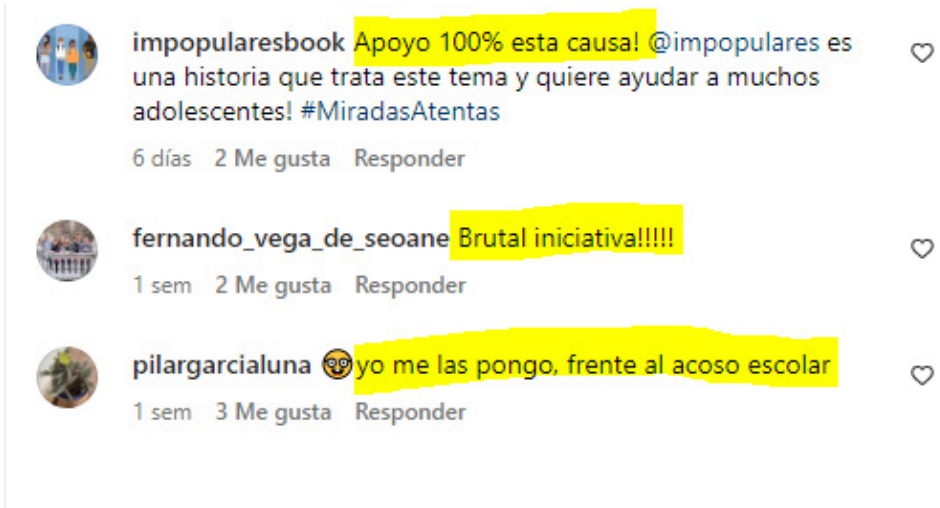 impopularesbook Apoyo 100% esta causa! @impopulares es
una historia que trata este tema y quiere ayudar a muchos
adolescentes! #MiradasAtentas
6 días 2 Me gusta Responder
fernando_vega_de_seoane Brutal iniciativa!!!!!
1 sem 2 Me gusta Responder
pilargarcialuna 🤓yo me las pongo, frente al acoso escolar
1 sem 3 Me gusta Responder